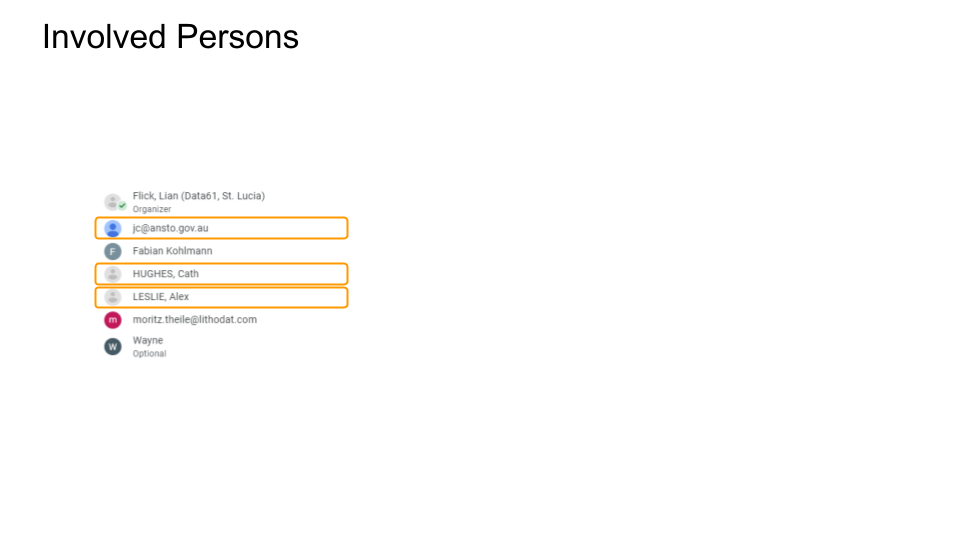 Involved Persons
Flick, Lian (Data61, St. Lucia)
Organizer
jc@ansto.gov.au
F Fabian Kohlmann
HUGHES, Cath
LESLIE, Alex
m moritz.theile@lithodat.com
W Wayne
Optional